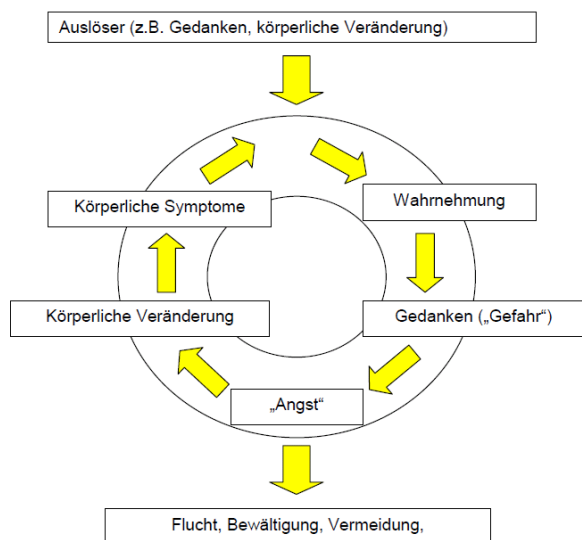 Auslöser (z.B. Gedanken, körperliche Veränderung)
Wahrnehmung
Gedanken („Gefahr“)
„Angst“
Körperliche Veränderung
Körperliche Symptome
Flucht, Bewältigung, Vermeidung,